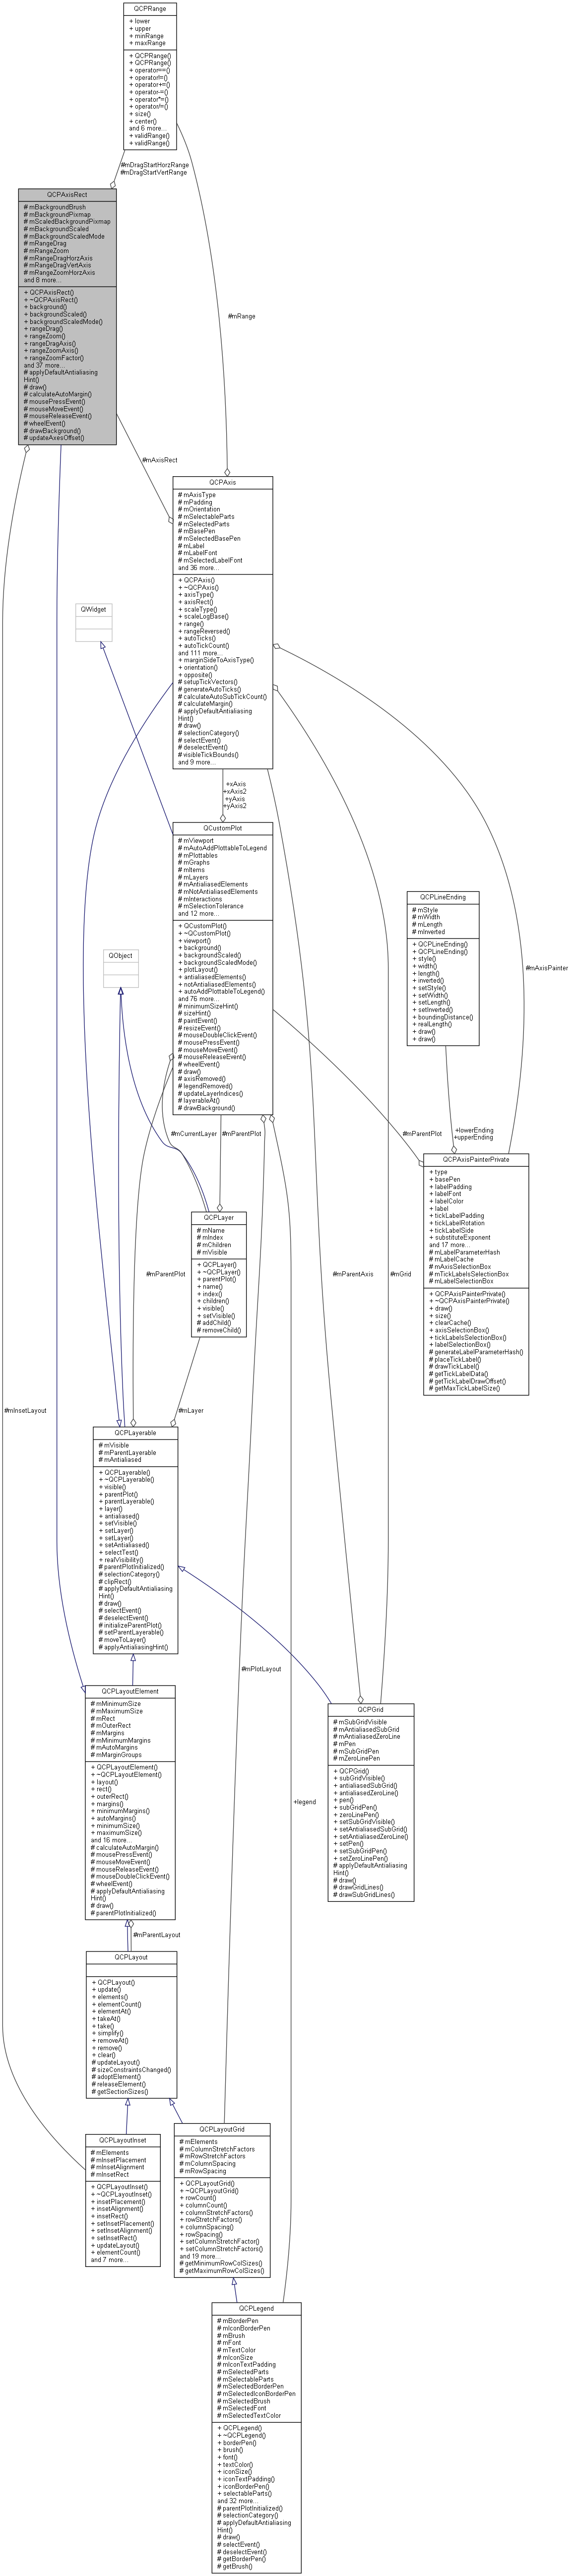 QCPRange
+ lower
+ upper
+ minRange
+ maxRange
+ QCPRange()
+ QCPRange()
+ operator==()
+ operator!=()
+ operator+=()
+ operator-=()
+ operator*=()
+ operator/=()
+ size()
+ center()
and 6 more...
+ validRange()
+ validRange()
#mDragStartHorzRange
#mDragStartVertRange
QCPAxisRect
# mBackgroundBrush
# mBackgroundPixmap
# mScaledBackgroundPixmap
# mBackgroundScaled
# mBackgroundScaledMode
# mRangeDrag
# mRangeZoom
# mRangeDragHorzAxis
# mRangeDragVertAxis
# mRangeZoomHorzAxis
and 8 more...
+ QCPAxisRect()
+ ~QCPAxisRect()
+ background()
+ backgroundScaled()
+ backgroundScaledMode()
+ rangeDrag()
+ rangeZoom()
+ rangeDragAxis()
+ rangeZoomAxis()
+ rangeZoomFactor()
and 37 more...
# applyDefaultAntialiasing
Hint()
# draw()
# calculateAutoMargin()
# mousePressEvent()
# mouseMoveEvent()
# mouseReleaseEvent()
# wheelEvent()
# drawBackground()
# updateAxesOffset()
#mRange
#mAxisRect
QCPAxis
# mAxisType
# mPadding
# mOrientation
# mSelectableParts
# mSelectedParts
# mBasePen
# mSelectedBasePen
# mLabel
# mLabelFont
# mSelectedLabelFont
and 36 more...
+ QCPAxis()
+ ~QCPAxis()
+ axisType()
+ axisRect()
+ scaleType()
+ scaleLogBase()
+ range()
+ rangeReversed()
+ autoTicks()
+ autoTickCount()
and 111 more...
+ marginSideToAxisType()
+ orientation()
+ opposite()
# setupTickVectors()
# generateAutoTicks()
# calculateAutoSubTickCount()
# calculateMargin()
# applyDefaultAntialiasing
Hint()
# draw()
# selectionCategory()
# selectEvent()
# deselectEvent()
# visibleTickBounds()
and 9 more...
QWidget
+xAxis
+xAxis2
+yAxis
+yAxis2
QCustomPlot
# mViewport
# mAutoAddPlottableToLegend
# mPlottables
# mGraphs
# mItems
# mLayers
# mAntialiasedElements
# mNotAntialiasedElements
# mInteractions
# mSelectionTolerance
and 12 more...
+ QCustomPlot()
+ ~QCustomPlot()
+ viewport()
+ background()
+ backgroundScaled()
+ backgroundScaledMode()
+ plotLayout()
+ antialiasedElements()
+ notAntialiasedElements()
+ autoAddPlottableToLegend()
and 76 more...
# minimumSizeHint()
# sizeHint()
# paintEvent()
# resizeEvent()
# mouseDoubleClickEvent()
# mousePressEvent()
# mouseMoveEvent()
# mouseReleaseEvent()
# wheelEvent()
# draw()
# axisRemoved()
# legendRemoved()
# updateLayerIndices()
# layerableAt()
# drawBackground()
QCPLineEnding
# mStyle
# mWidth
# mLength
# mInverted
+ QCPLineEnding()
+ QCPLineEnding()
+ style()
+ width()
+ length()
+ inverted()
+ setStyle()
+ setWidth()
+ setLength()
+ setInverted()
+ boundingDistance()
+ realLength()
+ draw()
+ draw()
QObject
#mAxisPainter
#mCurrentLayer
#mParentPlot
#mParentPlot
+lowerEnding
+upperEnding
QCPAxisPainterPrivate
+ type
+ basePen
+ labelPadding
+ labelFont
+ labelColor
+ label
+ tickLabelPadding
+ tickLabelRotation
+ tickLabelSide
+ substituteExponent
and 17 more...
# mLabelParameterHash
# mLabelCache
# mAxisSelectionBox
# mTickLabelsSelectionBox
# mLabelSelectionBox
+ QCPAxisPainterPrivate()
+ ~QCPAxisPainterPrivate()
+ draw()
+ size()
+ clearCache()
+ axisSelectionBox()
+ tickLabelsSelectionBox()
+ labelSelectionBox()
# generateLabelParameterHash()
# placeTickLabel()
# drawTickLabel()
# getTickLabelData()
# getTickLabelDrawOffset()
# getMaxTickLabelSize()
QCPLayer
# mName
# mIndex
# mChildren
# mVisible
+ QCPLayer()
+ ~QCPLayer()
+ parentPlot()
+ name()
+ index()
+ children()
+ visible()
+ setVisible()
# addChild()
# removeChild()
#mParentPlot
#mParentAxis
#mGrid
#mInsetLayout
#mLayer
QCPLayerable
# mVisible
# mParentLayerable
# mAntialiased
+ QCPLayerable()
+ ~QCPLayerable()
+ visible()
+ parentPlot()
+ parentLayerable()
+ layer()
+ antialiased()
+ setVisible()
+ setLayer()
+ setLayer()
+ setAntialiased()
+ selectTest()
+ realVisibility()
# parentPlotInitialized()
# selectionCategory()
# clipRect()
# applyDefaultAntialiasing
Hint()
# draw()
# selectEvent()
# deselectEvent()
# initializeParentPlot()
# setParentLayerable()
# moveToLayer()
# applyAntialiasingHint()
#mPlotLayout
QCPLayoutElement
# mMinimumSize
# mMaximumSize
# mRect
# mOuterRect
# mMargins
# mMinimumMargins
# mAutoMargins
# mMarginGroups
+ QCPLayoutElement()
+ ~QCPLayoutElement()
+ layout()
+ rect()
+ outerRect()
+ margins()
+ minimumMargins()
+ autoMargins()
+ minimumSize()
+ maximumSize()
and 16 more...
# calculateAutoMargin()
# mousePressEvent()
# mouseMoveEvent()
# mouseReleaseEvent()
# mouseDoubleClickEvent()
# wheelEvent()
# applyDefaultAntialiasing
Hint()
# draw()
# parentPlotInitialized()
QCPGrid
# mSubGridVisible
# mAntialiasedSubGrid
# mAntialiasedZeroLine
# mPen
# mSubGridPen
# mZeroLinePen
+ QCPGrid()
+ subGridVisible()
+ antialiasedSubGrid()
+ antialiasedZeroLine()
+ pen()
+ subGridPen()
+ zeroLinePen()
+ setSubGridVisible()
+ setAntialiasedSubGrid()
+ setAntialiasedZeroLine()
+ setPen()
+ setSubGridPen()
+ setZeroLinePen()
# applyDefaultAntialiasing
Hint()
# draw()
# drawGridLines()
# drawSubGridLines()
+legend
#mParentLayout
QCPLayout
+ QCPLayout()
+ update()
+ elements()
+ elementCount()
+ elementAt()
+ takeAt()
+ take()
+ simplify()
+ removeAt()
+ remove()
+ clear()
# updateLayout()
# sizeConstraintsChanged()
# adoptElement()
# releaseElement()
# getSectionSizes()
QCPLayoutInset
# mElements
# mInsetPlacement
# mInsetAlignment
# mInsetRect
+ QCPLayoutInset()
+ ~QCPLayoutInset()
+ insetPlacement()
+ insetAlignment()
+ insetRect()
+ setInsetPlacement()
+ setInsetAlignment()
+ setInsetRect()
+ updateLayout()
+ elementCount()
and 7 more...
QCPLayoutGrid
# mElements
# mColumnStretchFactors
# mRowStretchFactors
# mColumnSpacing
# mRowSpacing
+ QCPLayoutGrid()
+ ~QCPLayoutGrid()
+ rowCount()
+ columnCount()
+ columnStretchFactors()
+ rowStretchFactors()
+ columnSpacing()
+ rowSpacing()
+ setColumnStretchFactor()
+ setColumnStretchFactors()
and 19 more...
# getMinimumRowColSizes()
# getMaximumRowColSizes()
QCPLegend
# mBorderPen
# mIconBorderPen
# mBrush
# mFont
# mTextColor
# mIconSize
# mIconTextPadding
# mSelectedParts
# mSelectableParts
# mSelectedBorderPen
# mSelectedIconBorderPen
# mSelectedBrush
# mSelectedFont
# mSelectedTextColor
+ QCPLegend()
+ ~QCPLegend()
+ borderPen()
+ brush()
+ font()
+ textColor()
+ iconSize()
+ iconTextPadding()
+ iconBorderPen()
+ selectableParts()
and 32 more...
# parentPlotInitialized()
# selectionCategory()
# applyDefaultAntialiasing
Hint()
# draw()
# selectEvent()
# deselectEvent()
# getBorderPen()
# getBrush()